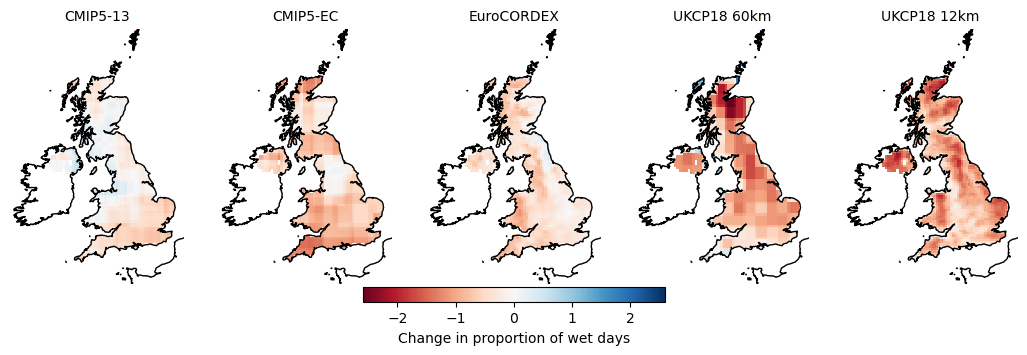 CMIP5-13 CMIP5-EC EuroCORDEX UKCP18 60km UKCP18 12km
−2 −1 0 1 2
Change in proportion of wet days